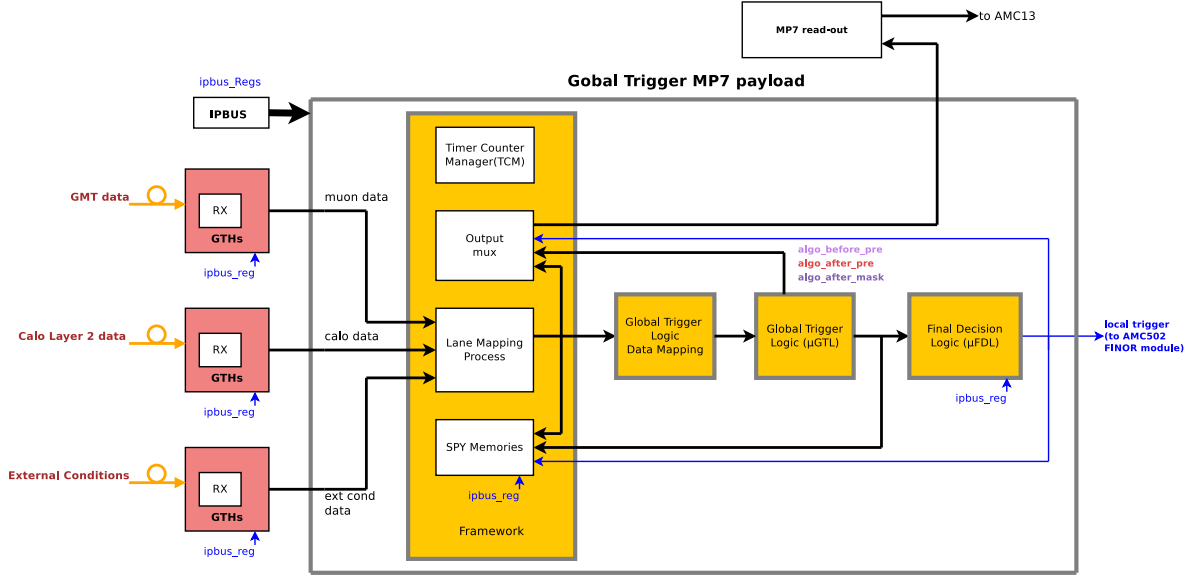 MP7 read-out
to AMC13
Gobal Trigger MP7 payload
ipbus_Regs
IPBUS
Timer Counter
Manager(TCM)
GMT data
RX
GTHs
ipbus_reg
muon data
Output
mux
algo_before_pre
algo_after_pre
algo_after_mask
Calo Layer 2 data
RX
GTHs
ipbus_reg
calo data
Lane Mapping
Process
Global Trigger
Logic
Data Mapping
Global Trigger
Logic (μGTL)
Final Decision
Logic (μFDL)
ipbus_reg
local trigger
(to AMC502
FINOR module)
External Conditions
RX
GTHs
ipbus_reg
ext cond
data
SPY Memories
ipbus_reg
Framework